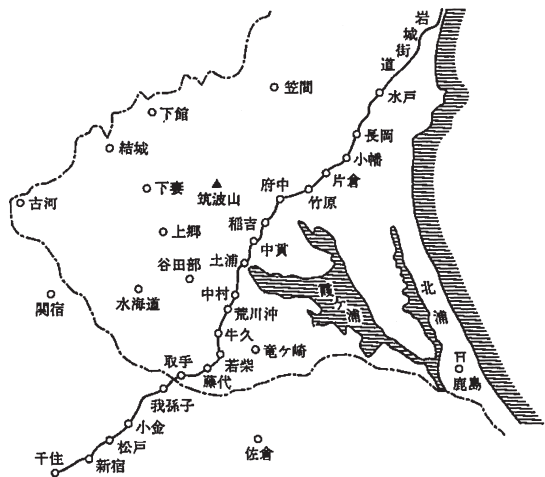 岩城街道
水戸
長岡
小幡
片倉
竹原
府中
稲吉
中貫
土浦
中村
荒川沖
牛久
若柴
藤代
取手
我孫子
小金
松戸
新宿
千住
笠間
下館
結城
下妻
筑波山
古河
上郷
谷田部
水海道
関宿
竜ケ崎
佐倉
霞ケ浦
北浦
鹿島